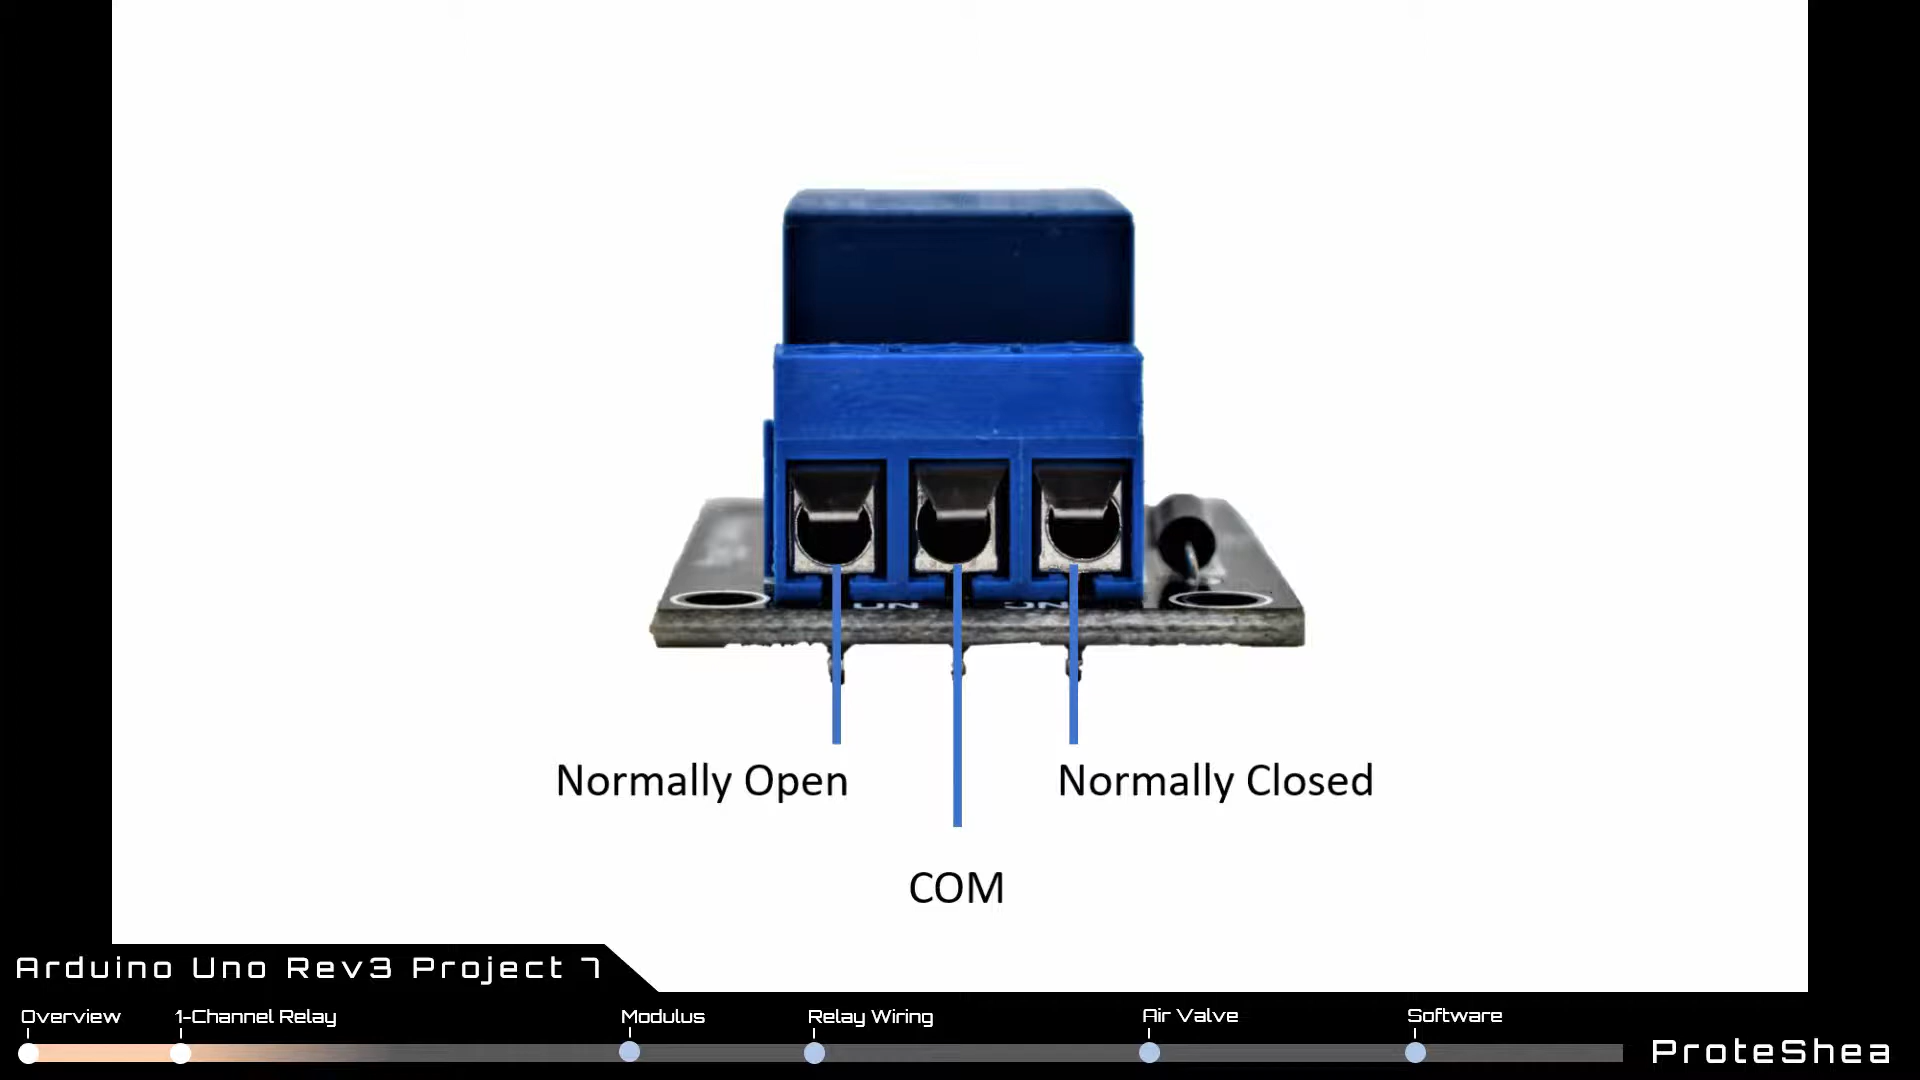 Normally Open
Normally Closed
COM
Arduino Uno Rev3 Project 7
Overview
1-Channel Relay
Modulus
Relay Wiring
Air Valve
Software
ProteShea